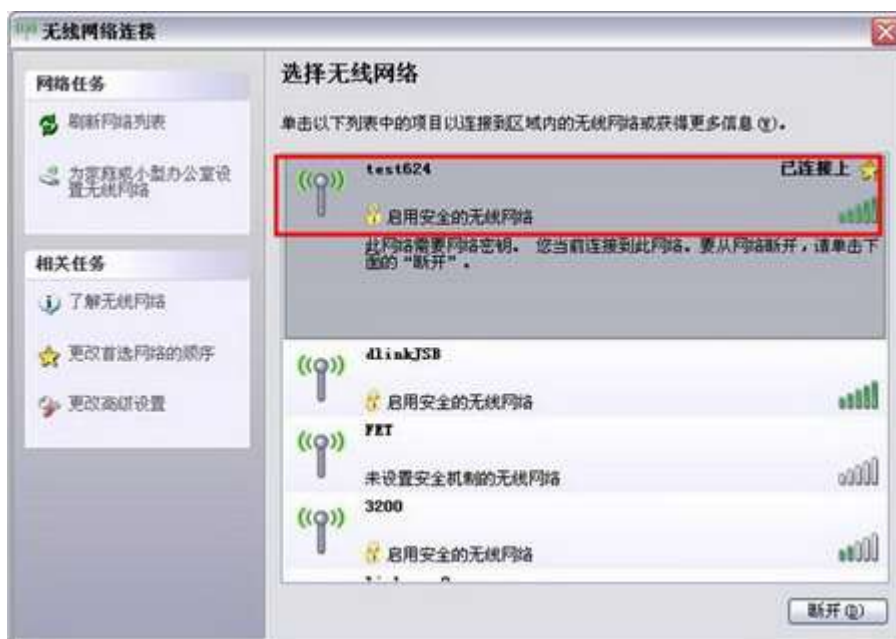 无线网络连接
网络任务
刷新网络列表
为家庭或小型办公室设
置无线网络
相关任务
了解无线网络
更改首选网络的顺序
更改高级设置
选择无线网络
单击以下列表中的项目以连接到区域内的无线网络或获得更多信息(W)。
test624
已连接上
启用安全的无线网络
此网络需要网络密钥。 您当前连接到此网络。要从网络断开，请单击下
面的“断开”。
dlinkJSB
启用安全的无线网络
FET
未设置安全机制的无线网络
3200
启用安全的无线网络
断开(D)